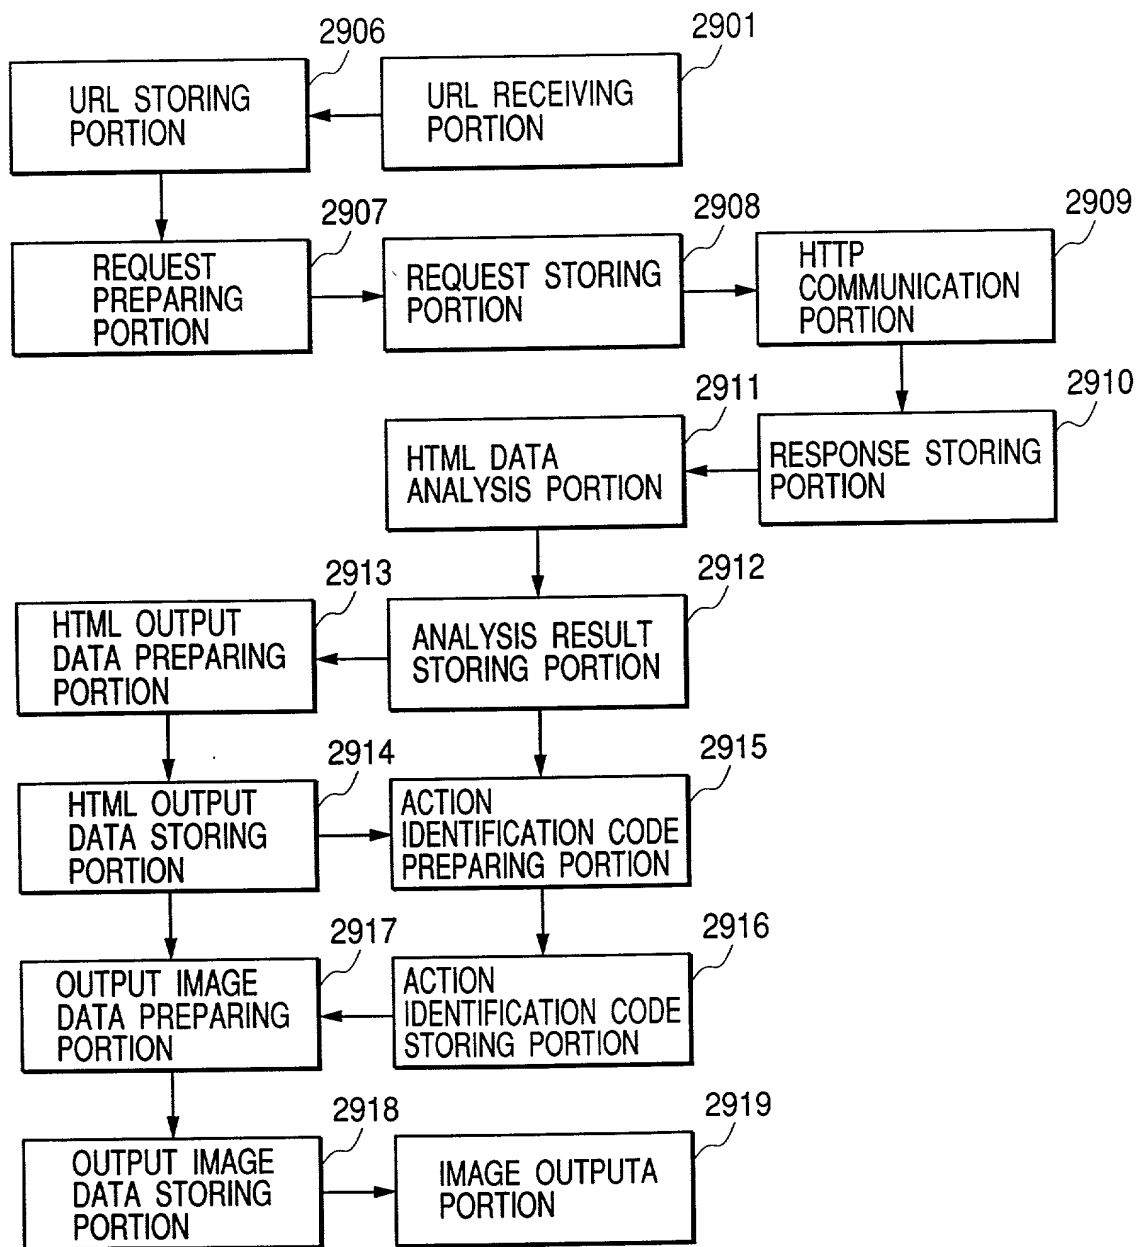 2906
2901
URL STORING
PORTION
URL RECEIVING
PORTION
2907
2908
2909
REQUEST
PREPARING
PORTION
REQUEST STORING
PORTION
HTTP
COMMUNICATION
PORTION
2911
2910
HTML DATA
ANALYSIS PORTION
RESPONSE STORING
PORTION
2913
2912
HTML OUTPUT
DATA PREPARING
PORTION
ANALYSIS RESULT
STORING PORTION
2914
2915
HTML OUTPUT
DATA STORING
PORTION
ACTION
IDENTIFICATION CODE
PREPARING PORTION
2917
2916
OUTPUT IMAGE
DATA PREPARING
PORTION
ACTION
IDENTIFICATION CODE
STORING PORTION
2918
2919
OUTPUT IMAGE
DATA STORING
PORTION
IMAGE OUTPUTA
PORTION